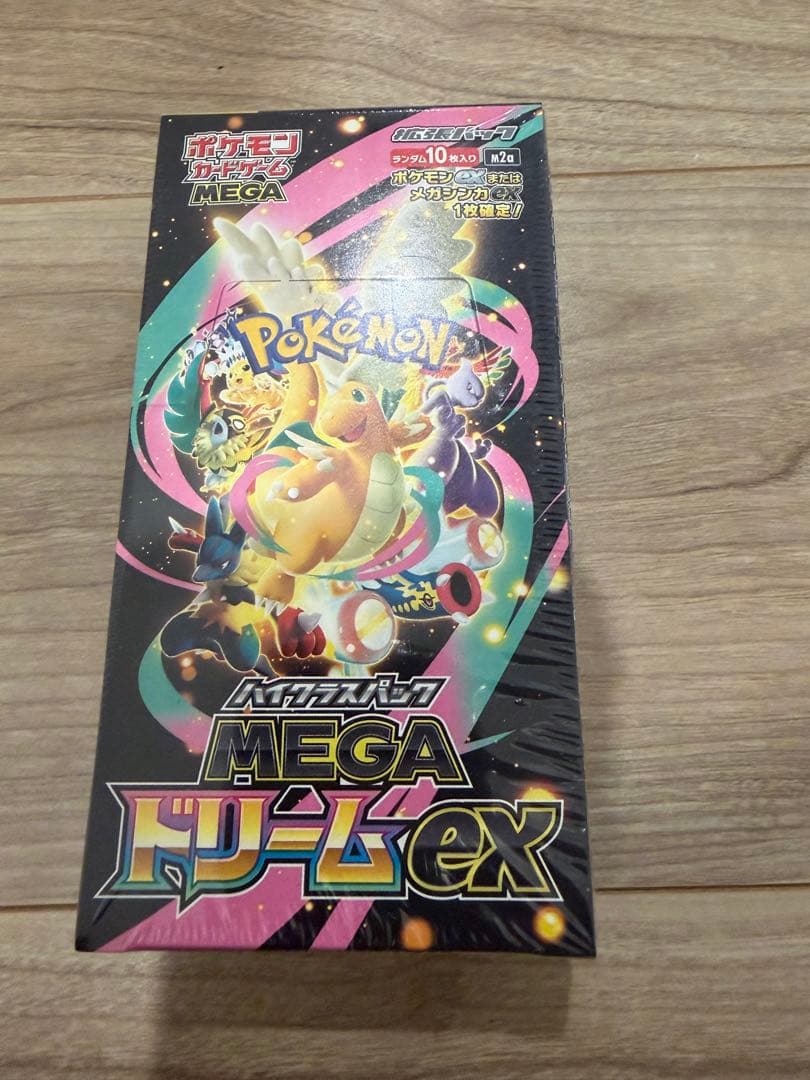 ポケモン
カードゲーム
MEGA
拡張パック
ランダム10枚入り M2a
ポケモンexまたは
メガシンカex
1枚確定!
POKéMON
ハイクラスパック
MEGA
ドリームex